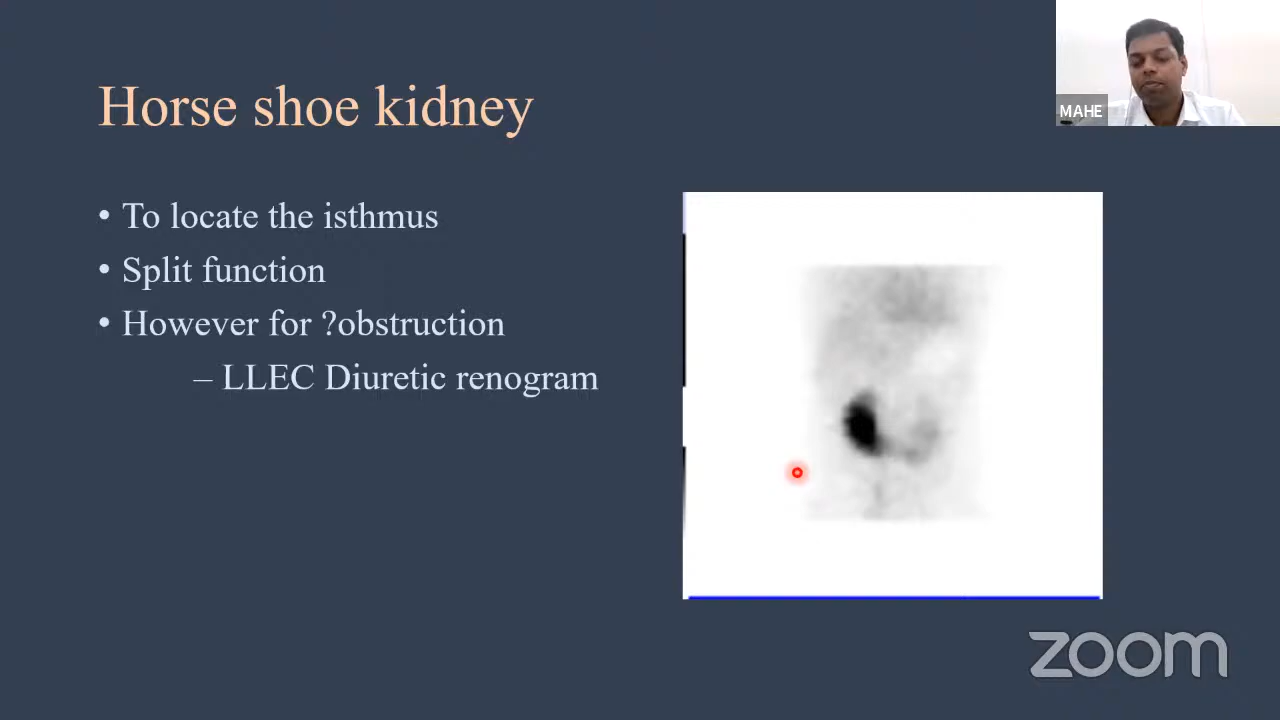 Horse shoe kidney
MAHE
• To locate the isthmus
• Split function
• However for ?obstruction
– LLEC Diuretic renogram
zoom